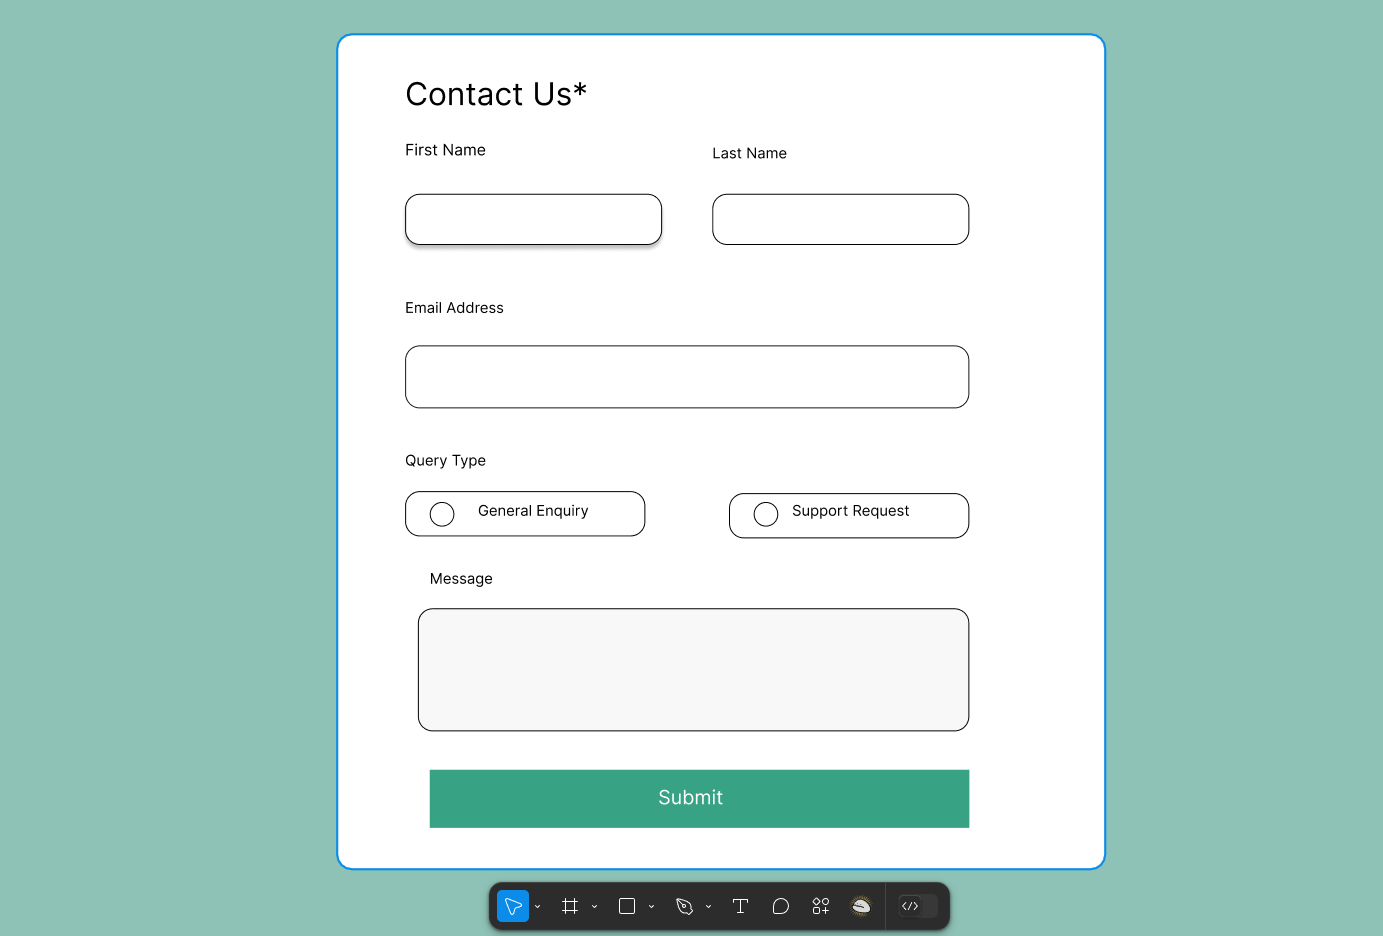 Contact Us*
First Name
Last Name
Email Address
Query Type
General Enquiry
Support Request
Message
Submit